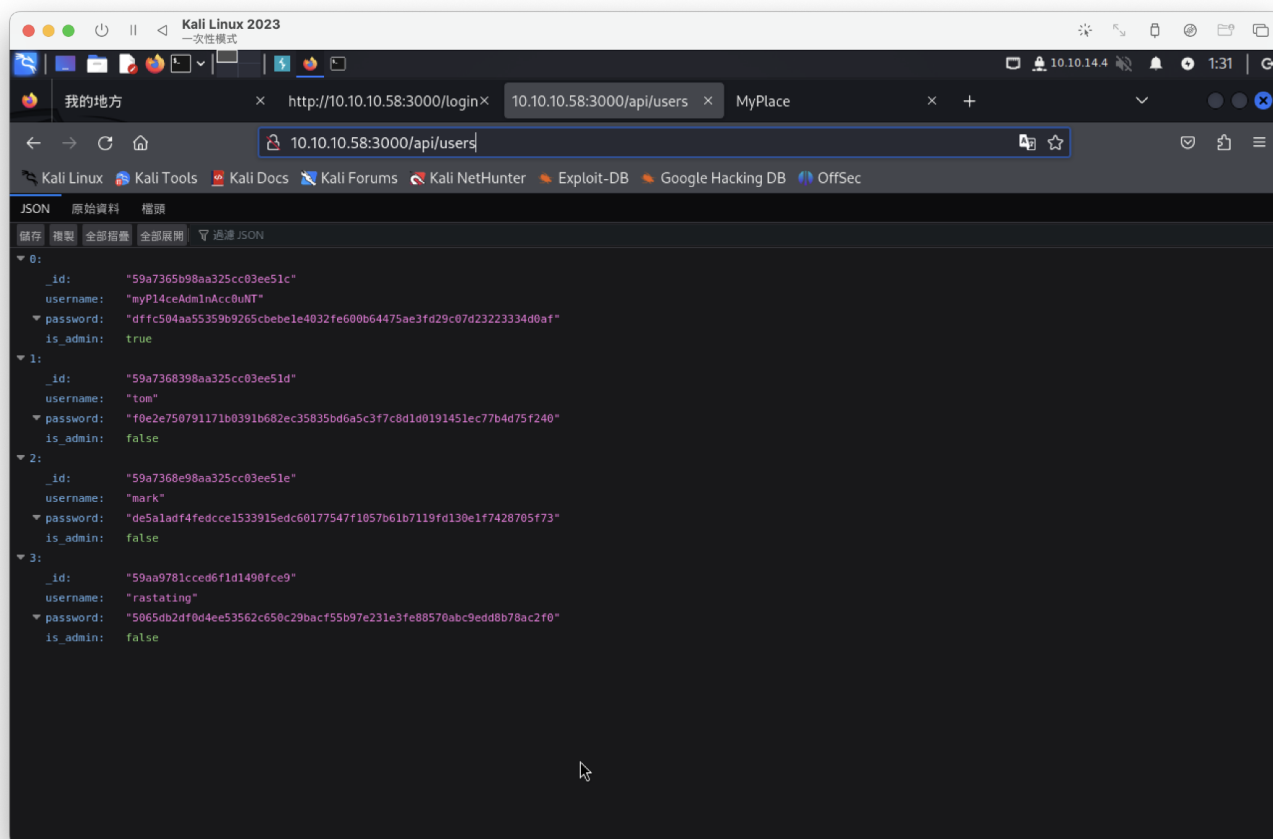 Kali Linux 2023
一次性模式
10.10.14.4 1:31
我的地方 http://10.10.10.58:3000/login 10.10.10.58:3000/api/users MyPlace
10.10.10.58:3000/api/users
Kali Linux Kali Tools Kali Docs Kali Forums Kali NetHunter Exploit-DB Google Hacking DB OffSec
JSON 原始資料 檔頭
儲存 複製 全部摺疊 全部展開 過濾 JSON
0:
_id: "59a7365b98aa325cc03ee51c"
username: "myP14ceAdm1nAcc0uNT"
password: "dffc504aa55359b9265cbebe1e4032fe600b64475ae3fd29c07d23223334d0af"
is_admin: true
1:
_id: "59a7368398aa325cc03ee51d"
username: "tom"
password: "f0e2e750791171b0391b682ec35835bd6a5c3f7c8d1d0191451ec77b4d75f240"
is_admin: false
2:
_id: "59a7368e98aa325cc03ee51e"
username: "mark"
password: "de5a1adf4fedcce1533915edc60177547f1057b61b7119fd130e1f7428705f73"
is_admin: false
3:
_id: "59aa9781cced6f1d1490fce9"
username: "rastating"
password: "5065db2df0d4ee53562c650c29bacf55b97e231e3fe88570abc9edd8b78ac2f0"
is_admin: false